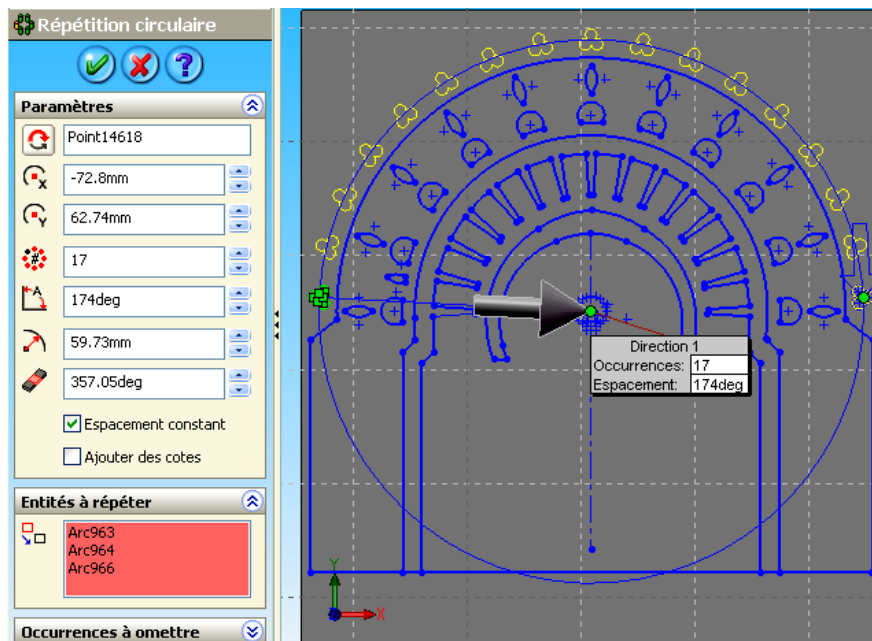 Répétition circulaire
Paramètres
Point14618
-72.8mm
62.74mm
17
174deg
59.73mm
357.05deg
Espacement constant
Ajouter des cotes
Entités à répéter
Arc963
Arc964
Arc966
Occurrences à omettre
Direction 1
Occurrences: 17
Espacement: 174deg
Y
X